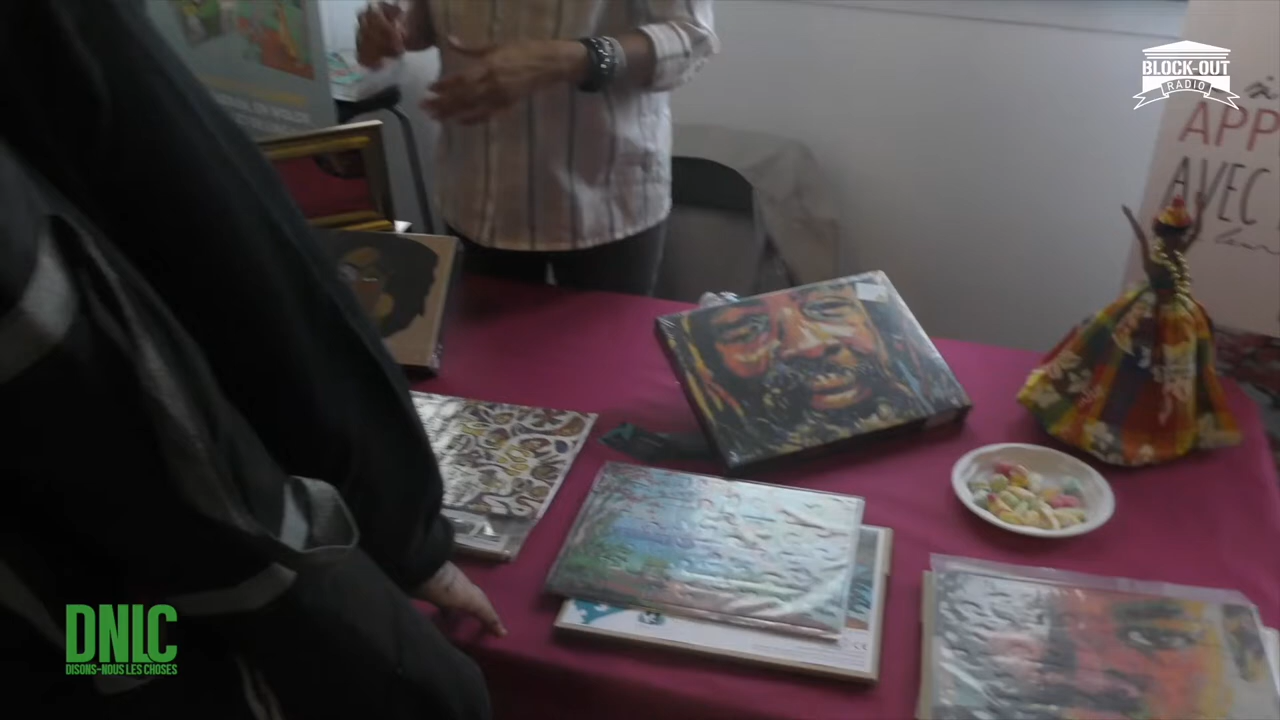 BLOCK-OUT
RADIO
APP
AVEC
DNLC
DISONS-NOUS LES CHOSES